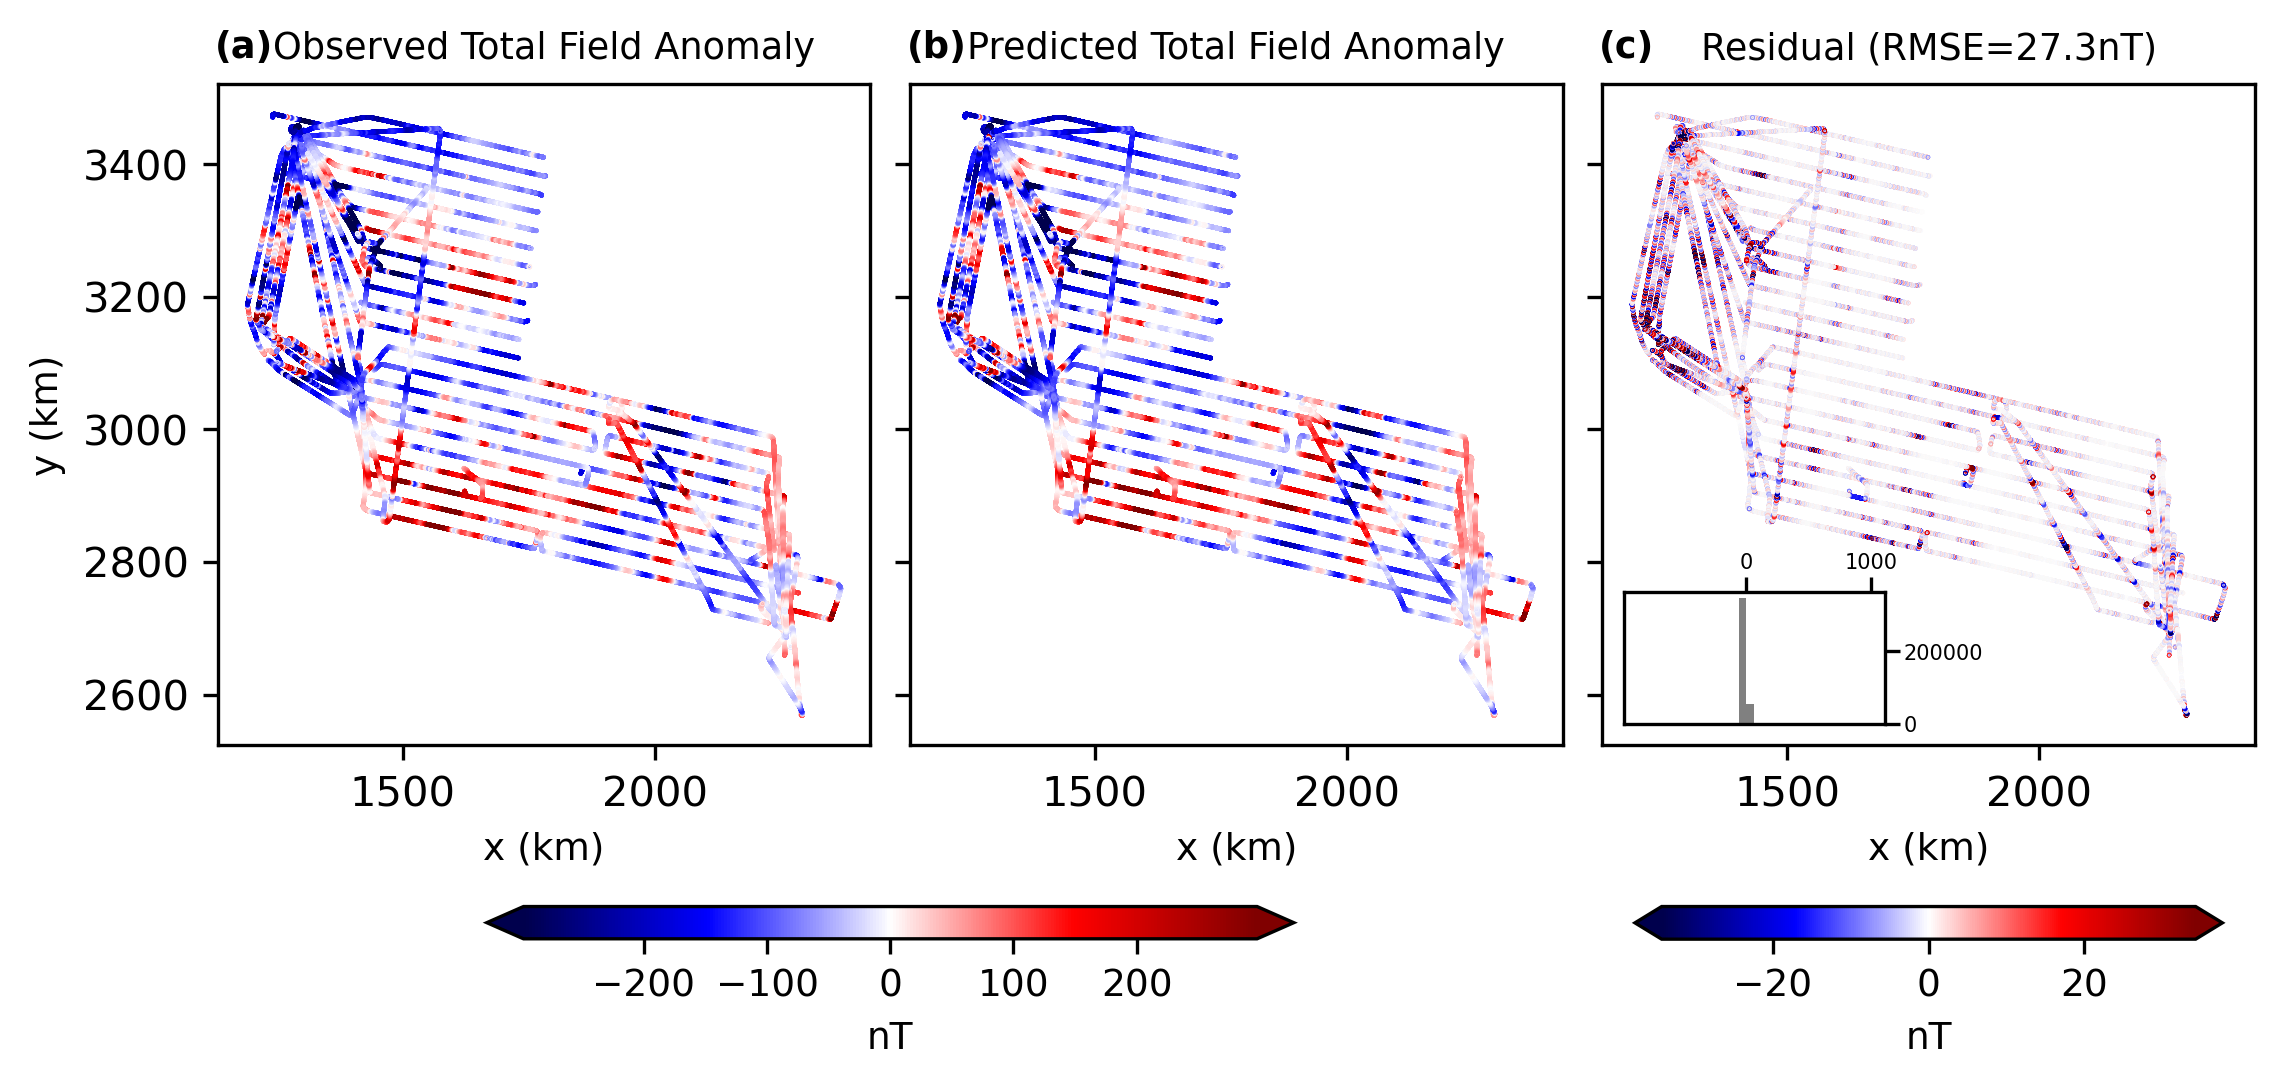 (a) Observed Total Field Anomaly
(b) Predicted Total Field Anomaly
(c) Residual (RMSE=27.3nT)
y (km)
3400
3200
3000
2800
2600
0 1000
200000
0
1500 2000
1500 2000
1500 2000
x (km)
x (km)
x (km)
−200 −100 0 100 200
−20 0 20
nT
nT